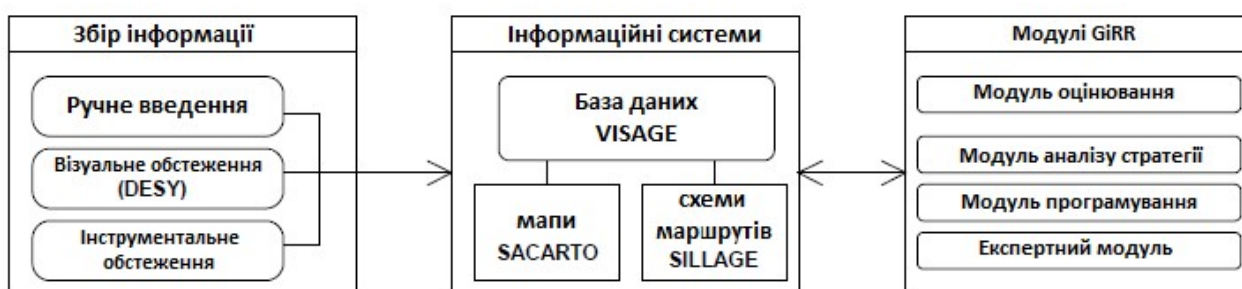 Збір інформації
Ручне введення
Візуальне обстеження
(DESY)
Інструментальне
обстеження
Інформаційні системи
База даних
VISAGE
мапи
SACARTO
схеми
маршрутів
SILLAGE
Модулі GiRR
Модуль оцінювання
Модуль аналізу стратегії
Модуль програмування
Експертний модуль